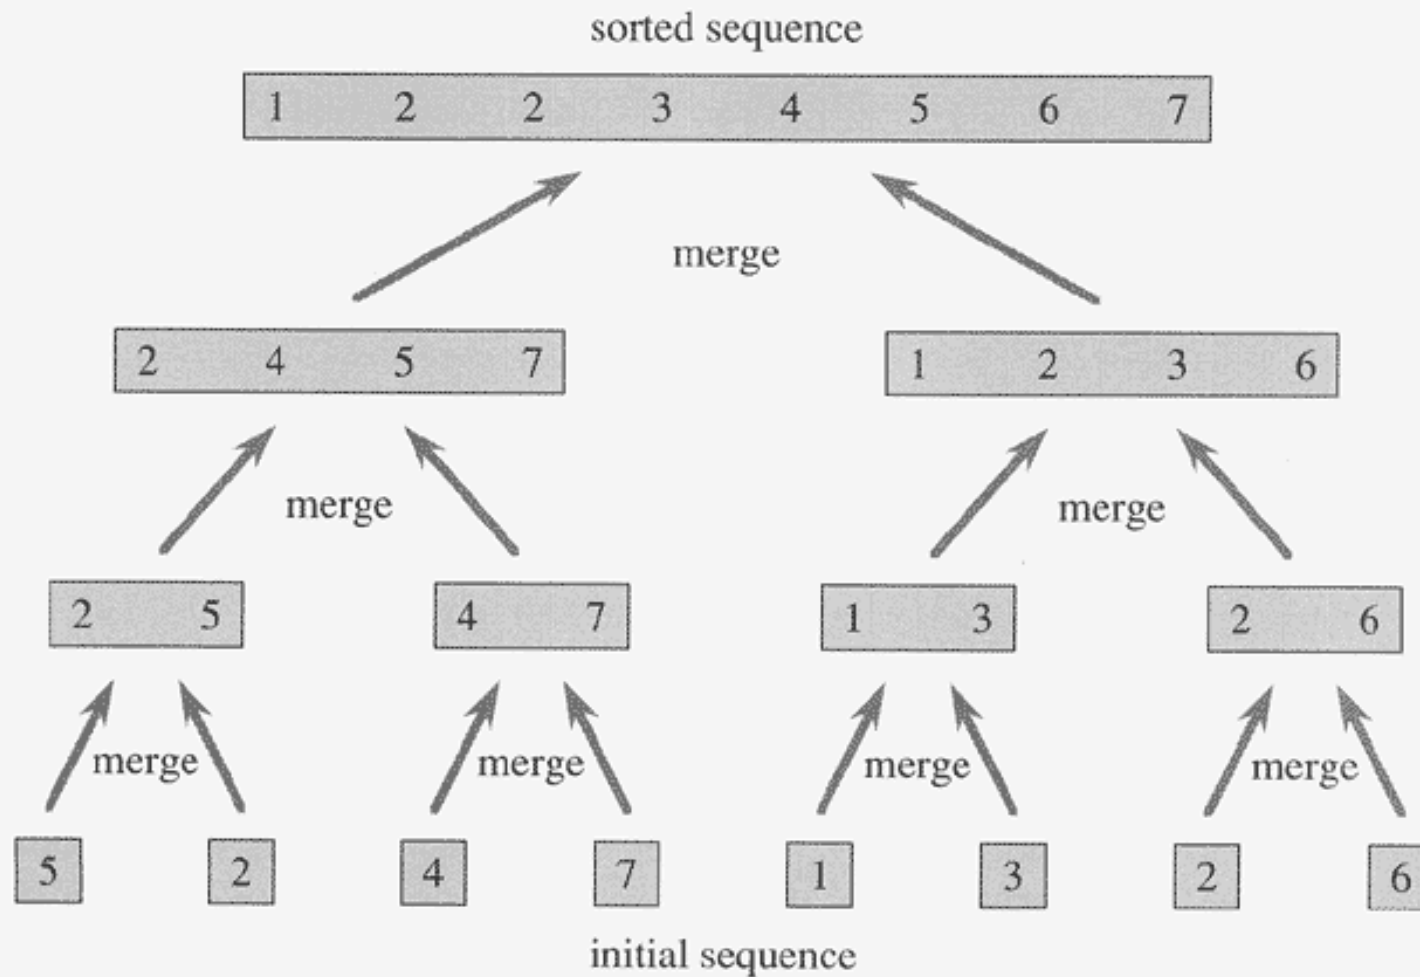 sorted sequence
1 2 2 3 4 5 6 7
merge
2 4 5 7
1 2 3 6
merge
merge
2 5
4 7
1 3
2 6
merge
merge
merge
merge
5
2
4
7
1
3
2
6
initial sequence